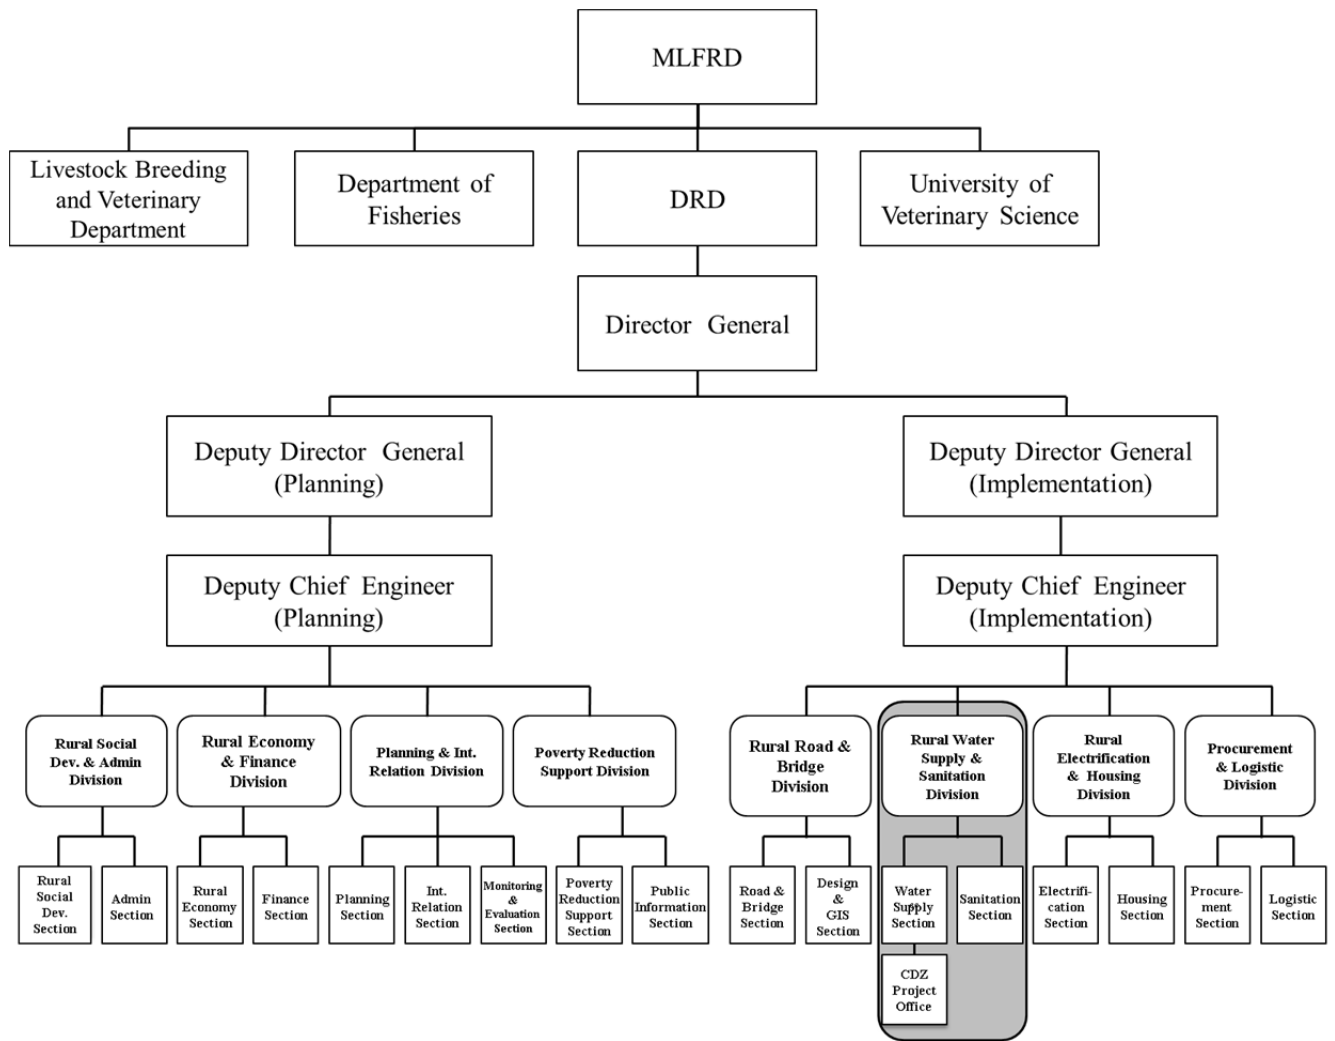 MLFRD
Livestock Breeding
and Veterinary
Department
Department of
Fisheries
DRD
University of
Veterinary Science
Director General
Deputy Director General
(Planning)
Deputy Director General
(Implementation)
Deputy Chief Engineer
(Planning)
Deputy Chief Engineer
(Implementation)
Rural Social
Dev. & Admin
Division
Rural Economy
& Finance
Division
Planning & Int.
Relation Division
Poverty Reduction
Support Division
Rural Road &
Bridge
Division
Rural Water
Supply &
Sanitation
Division
Rural
Electrification
& Housing
Division
Procurement
& Logistic
Division
Rural
Social
Dev.
Section
Admin
Section
Rural
Economy
Section
Finance
Section
Planning
Section
Int.
Relation
Section
Monitoring
&
Evaluation
Section
Poverty
Reduction
Support
Section
Public
Information
Section
Road &
Bridge
Section
Design
&
GIS
Section
Water
Supply
Section
Sanitation
Section
Electrifi-
cation
Section
Housing
Section
Procure-
ment
Section
Logistic
Section
CDZ
Project
Office